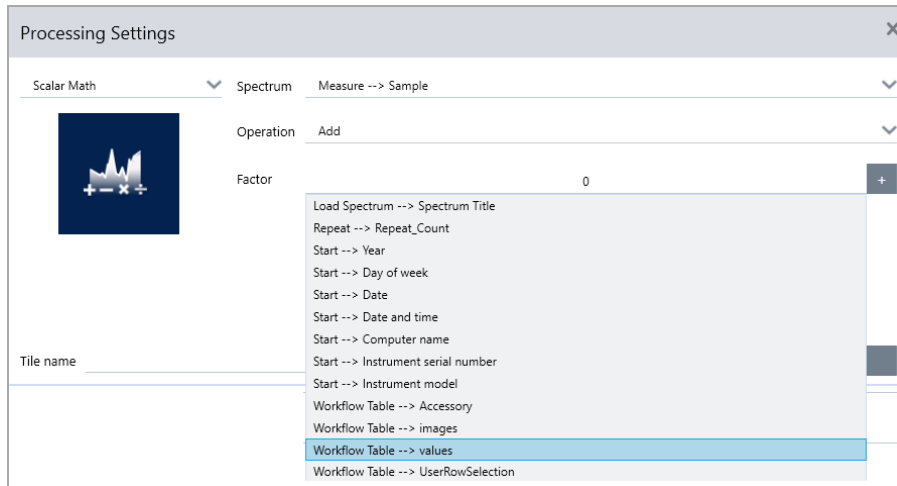 Processing Settings
Scalar Math
Spectrum Measure --> Sample
Operation Add
Factor 0 +
Load Spectrum --> Spectrum Title
Repeat --> Repeat_Count
Start --> Year
Start --> Day of week
Start --> Date
Start --> Date and time
Start --> Computer name
Start --> Instrument serial number
Start --> Instrument model
Workflow Table --> Accessory
Workflow Table --> images
Workflow Table --> values
Workflow Table --> UserRowSelection
Tile name